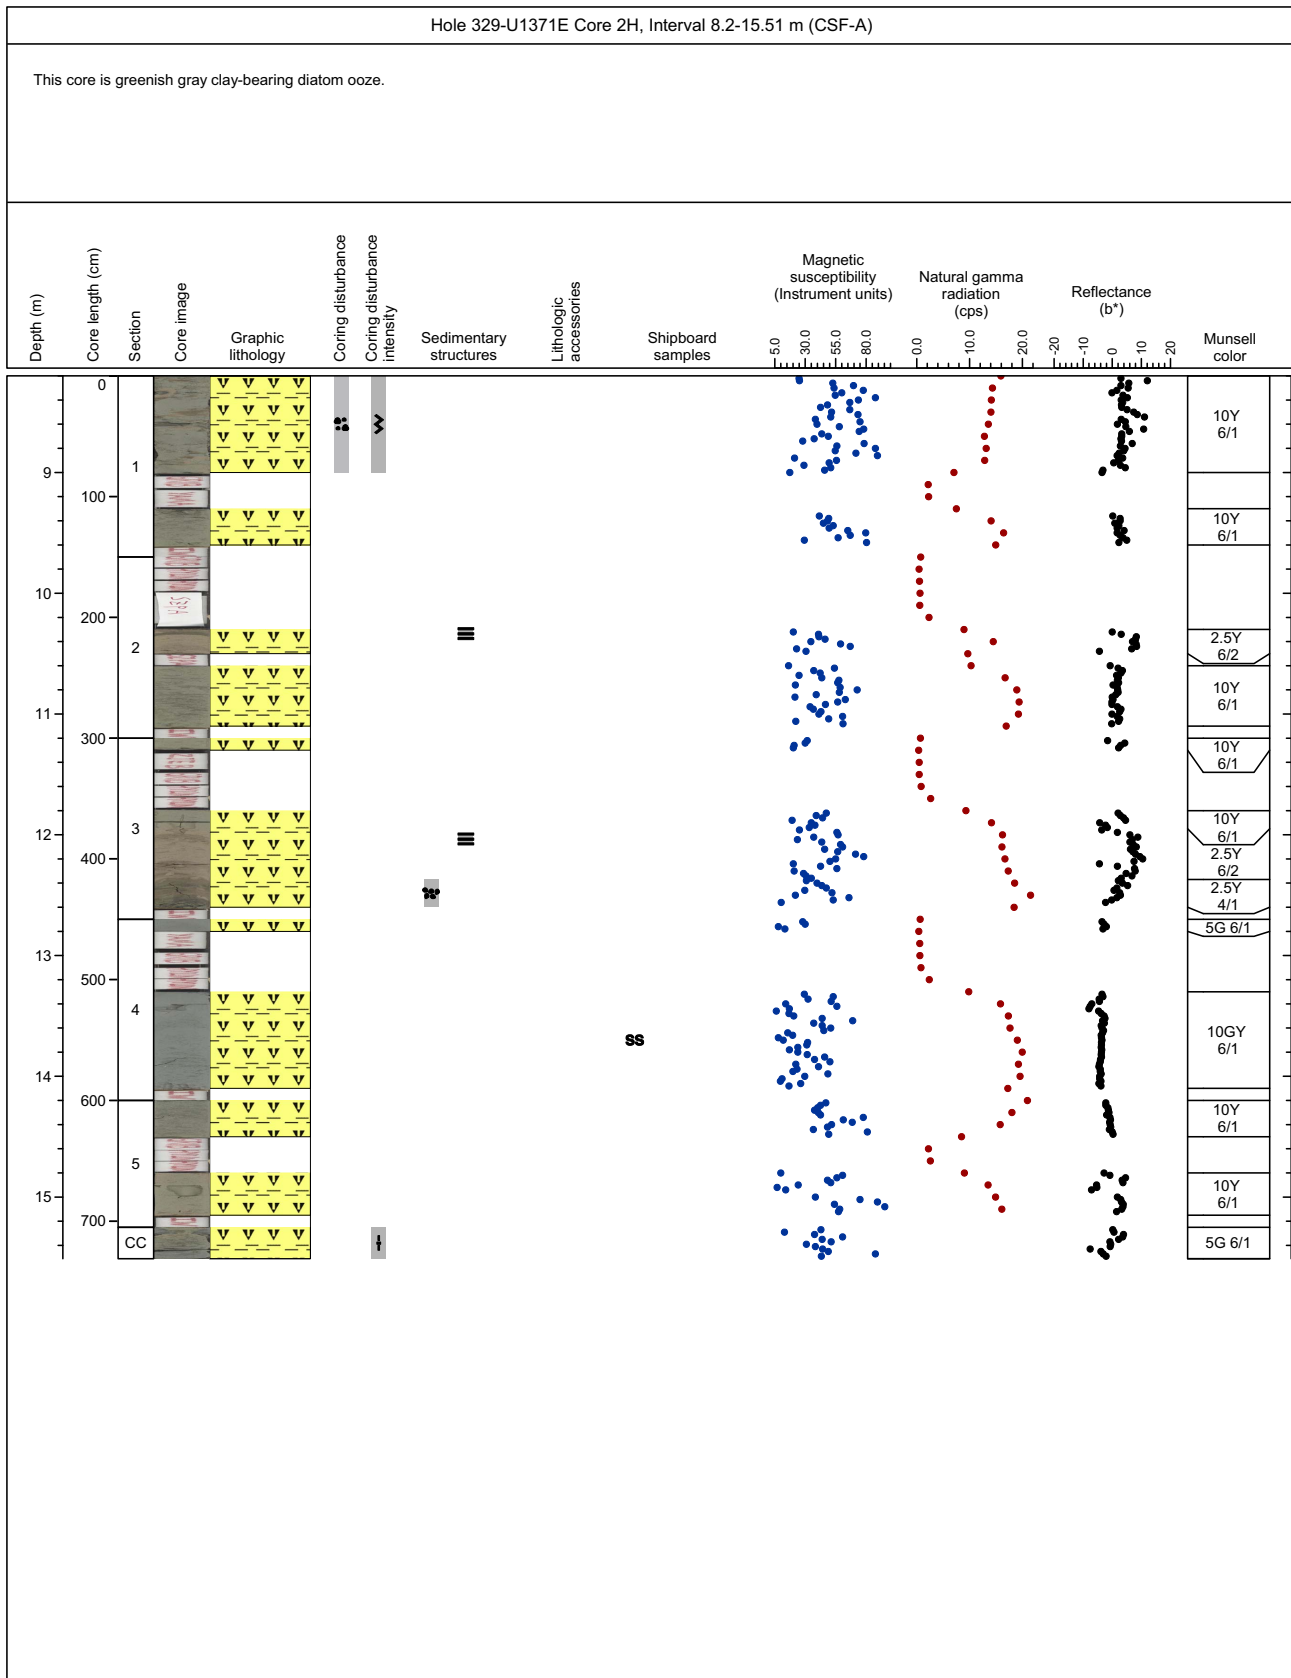 Hole 329-U1371E Core 2H, Interval 8.2-15.51 m (CSF-A)
This core is greenish gray clay-bearing diatom ooze.
Depth (m)
Core length (cm)
Section
Core image
Graphic
lithology
Coring disturbance
Coring disturbance
intensity
Sedimentary
structures
Lithologic
accessories
Shipboard
samples
Magnetic
susceptibility
(Instrument units)
5.0
30.0
55.0
80.0
Natural gamma
radiation
(cps)
0.0
10.0
20.0
Reflectance
(b*)
-20
-10
0
10
20
Munsell
color
9
10
11
12
13
14
15
0
100
200
300
400
500
600
700
1
2
3
4
5
CC
SS
10Y
6/1
10Y
6/1
2.5Y
6/2
10Y
6/1
10Y
6/1
10Y
6/1
2.5Y
6/2
2.5Y
4/1
5G 6/1
10GY
6/1
10Y
6/1
10Y
6/1
5G 6/1